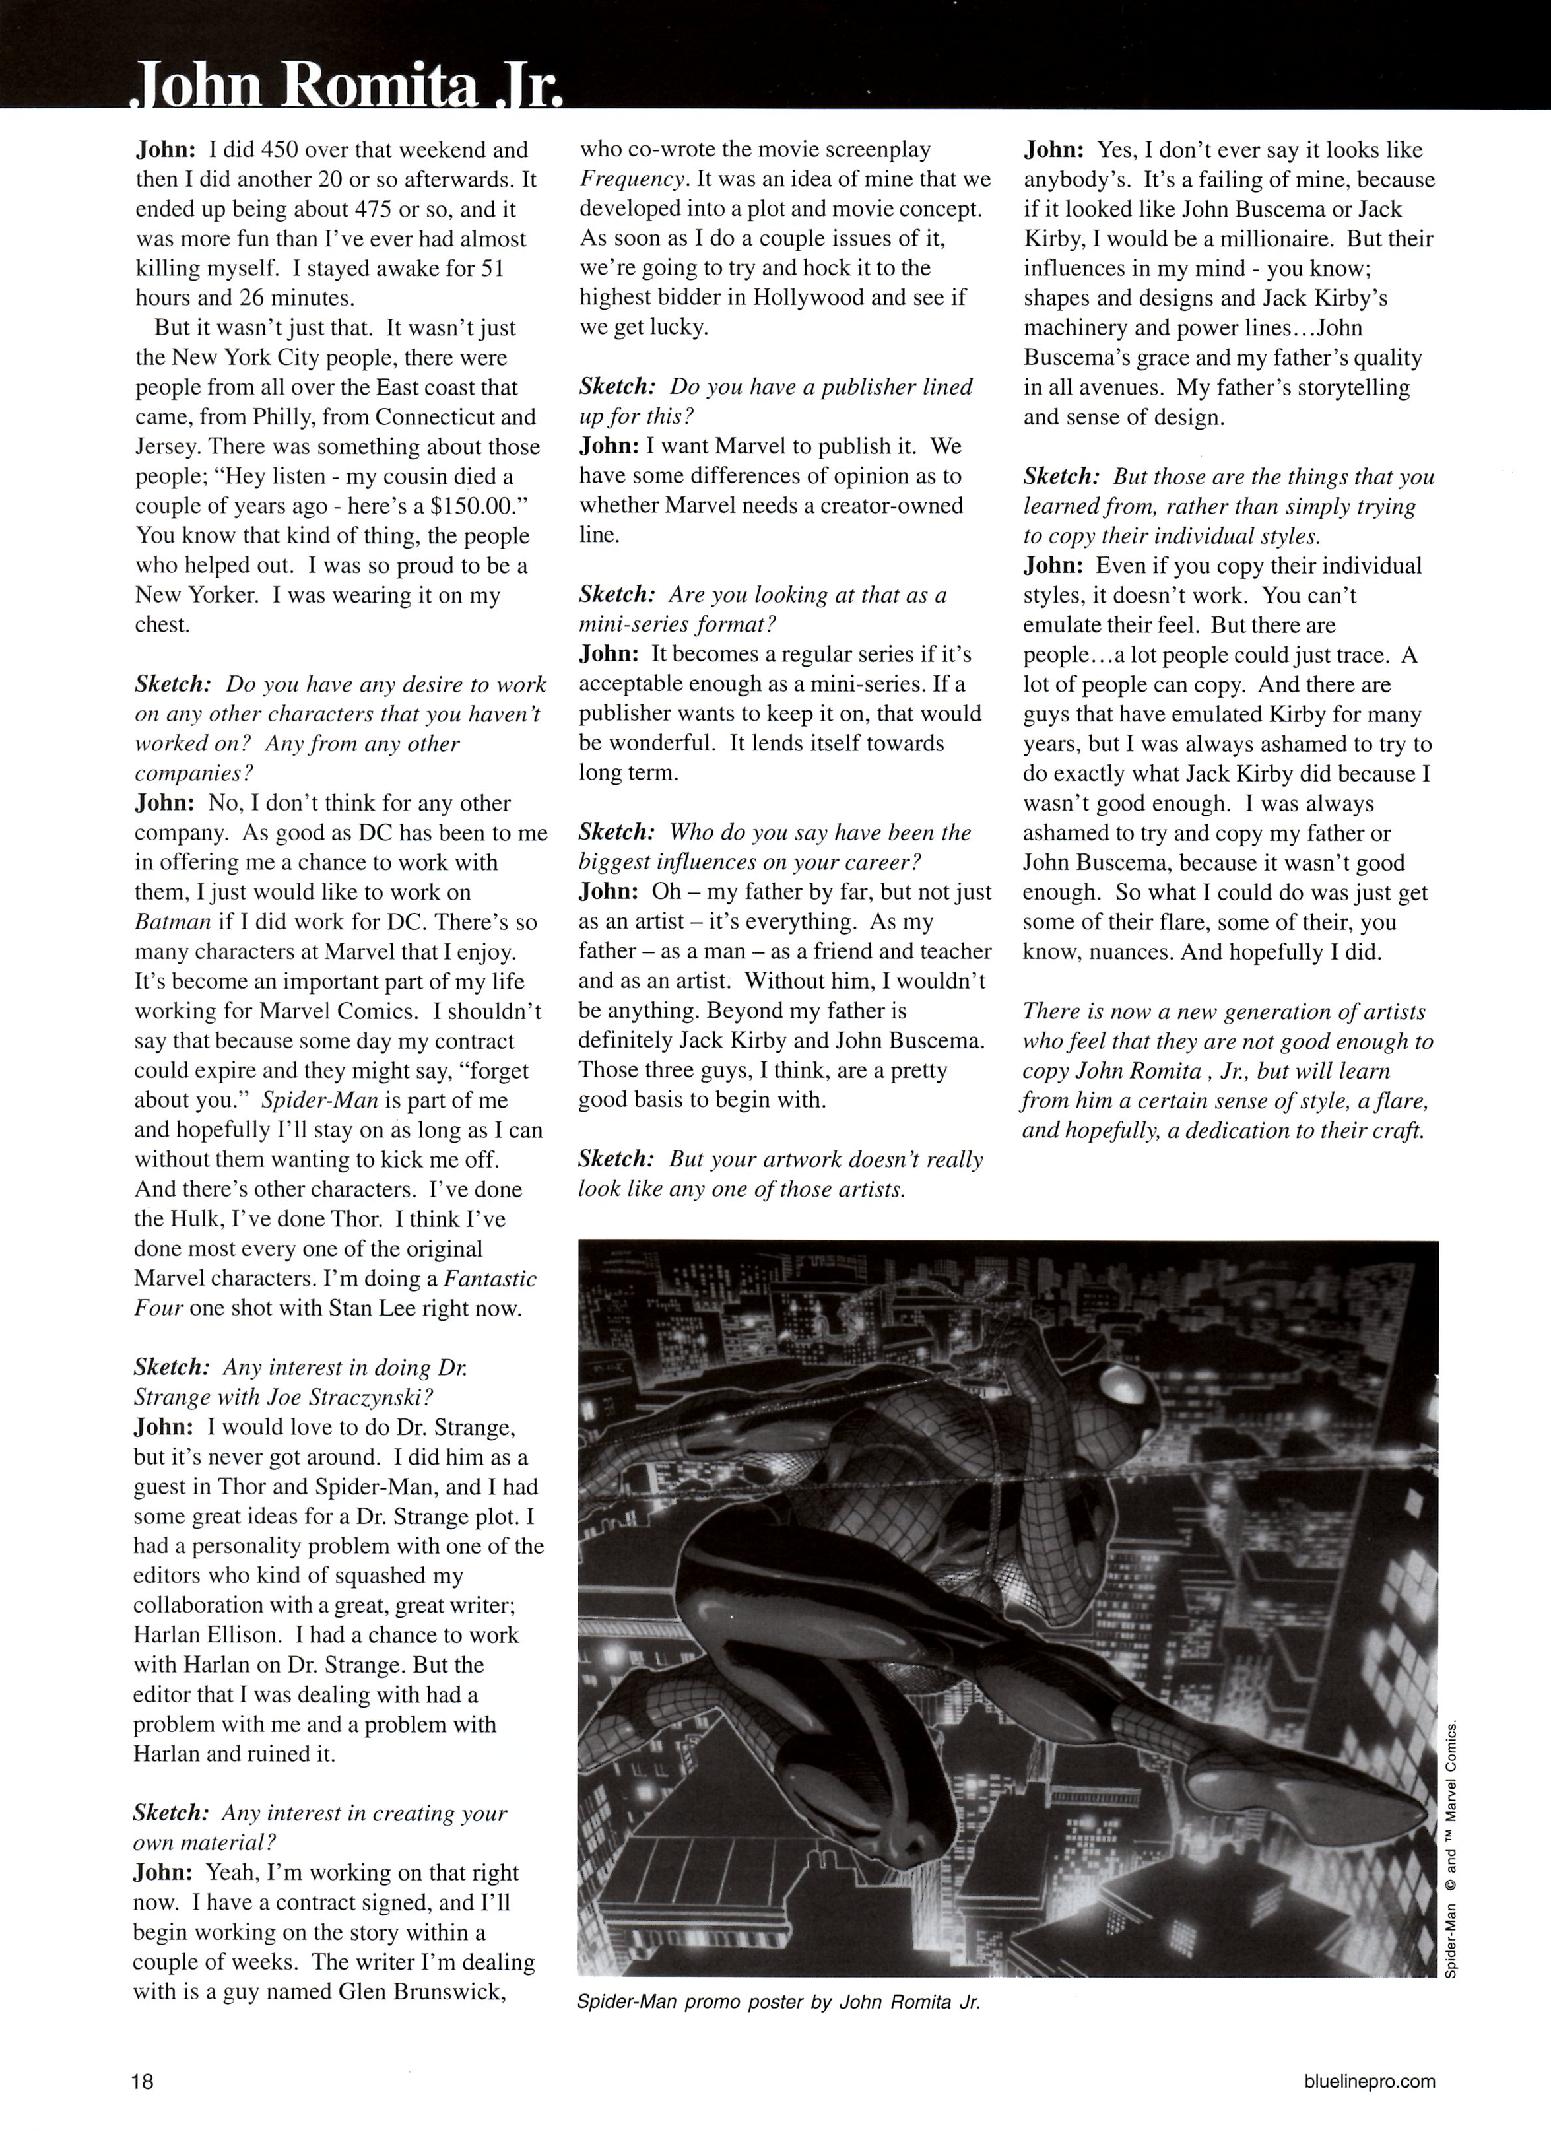 John Romita Jr.
John: I did 450 over that weekend and
then I did another 20 or so afterwards. It
ended up being about 475 or so, and it
was more fun than I've ever had almost
killing myself. I stayed awake for 51
hours and 26 minutes.
But it wasn't just that. It wasn't just
the New York City people, there were
people from all over the East coast that
came, from Philly, from Connecticut and
Jersey. There was something about those
people; “Hey listen - my cousin died a
couple of years ago - here's a $150.00.”
You know that kind of thing, the people
who helped out. I was so proud to be a
New Yorker. I was wearing it on my
chest.
Sketch: Do you have any desire to work
on any other characters that you haven't
worked on? Any from any other
companies?
John: No, I don't think for any other
company. As good as DC has been to me
in offering me a chance to work with
them, I just would like to work on
Batman if I did work for DC. There's so
many characters at Marvel that I enjoy.
It's become an important part of my life
working for Marvel Comics. I shouldn't
say that because some day my contract
could expire and they might say, “forget
about you.” Spider-Man is part of me
and hopefully I'll stay on as long as I can
without them wanting to kick me off.
And there's other characters. I've done
the Hulk, I've done Thor. I think I've
done most every one of the original
Marvel characters. I'm doing a Fantastic
Four one shot with Stan Lee right now.
Sketch: Any interest in doing Dr.
Strange with Joe Straczynski?
John: I would love to do Dr. Strange,
but it's never got around. I did him as a
guest in Thor and Spider-Man, and I had
some great ideas for a Dr. Strange plot. I
had a personality problem with one of the
editors who kind of squashed my
collaboration with a great, great writer;
Harlan Ellison. I had a chance to work
with Harlan on Dr. Strange. But the
editor that I was dealing with had a
problem with me and a problem with
Harlan and ruined it.
Sketch: Any interest in creating your
own material?
John: Yeah, I'm working on that right
now. I have a contract signed, and I'll
begin working on the story within a
couple of weeks. The writer I'm dealing
with is a guy named Glen Brunswick,
who co-wrote the movie screenplay
Frequency. It was an idea of mine that we
developed into a plot and movie concept.
As soon as I do a couple issues of it,
we're going to try and hock it to the
highest bidder in Hollywood and see if
we get lucky.
Sketch: Do you have a publisher lined
up for this?
John: I want Marvel to publish it. We
have some differences of opinion as to
whether Marvel needs a creator-owned
line.
Sketch: Are you looking at that as a
mini-series format?
John: It becomes a regular series if it's
acceptable enough as a mini-series. If a
publisher wants to keep it on, that would
be wonderful. It lends itself towards
long term.
Sketch: Who do you say have been the
biggest influences on your career?
John: Oh – my father by far, but not just
as an artist – it's everything. As my
father – as a man – as a friend and teacher
and as an artist. Without him, I wouldn't
be anything. Beyond my father is
definitely Jack Kirby and John Buscema.
Those three guys, I think, are a pretty
good basis to begin with.
Sketch: But your artwork doesn't really
look like any one of those artists.
John: Yes, I don't ever say it looks like
anybody's. It's a failing of mine, because
if it looked like John Buscema or Jack
Kirby, I would be a millionaire. But their
influences in my mind - you know;
shapes and designs and Jack Kirby's
machinery and power lines…John
Buscema's grace and my father's quality
in all avenues. My father's storytelling
and sense of design.
Sketch: But those are the things that you
learned from, rather than simply trying
to copy their individual styles.
John: Even if you copy their individual
styles, it doesn't work. You can't
emulate their feel. But there are
people…a lot people could just trace. A
lot of people can copy. And there are
guys that have emulated Kirby for many
years, but I was always ashamed to try to
do exactly what Jack Kirby did because I
wasn't good enough. I was always
ashamed to try and copy my father or
John Buscema, because it wasn't good
enough. So what I could do was just get
some of their flare, some of their, you
know, nuances. And hopefully I did.
There is now a new generation of artists
who feel that they are not good enough to
copy John Romita , Jr., but will learn
from him a certain sense of style, a flare,
and hopefully, a dedication to their craft.
Spider-Man © and ™ Marvel Comics.
Spider-Man promo poster by John Romita Jr.
18
bluelinepro.com